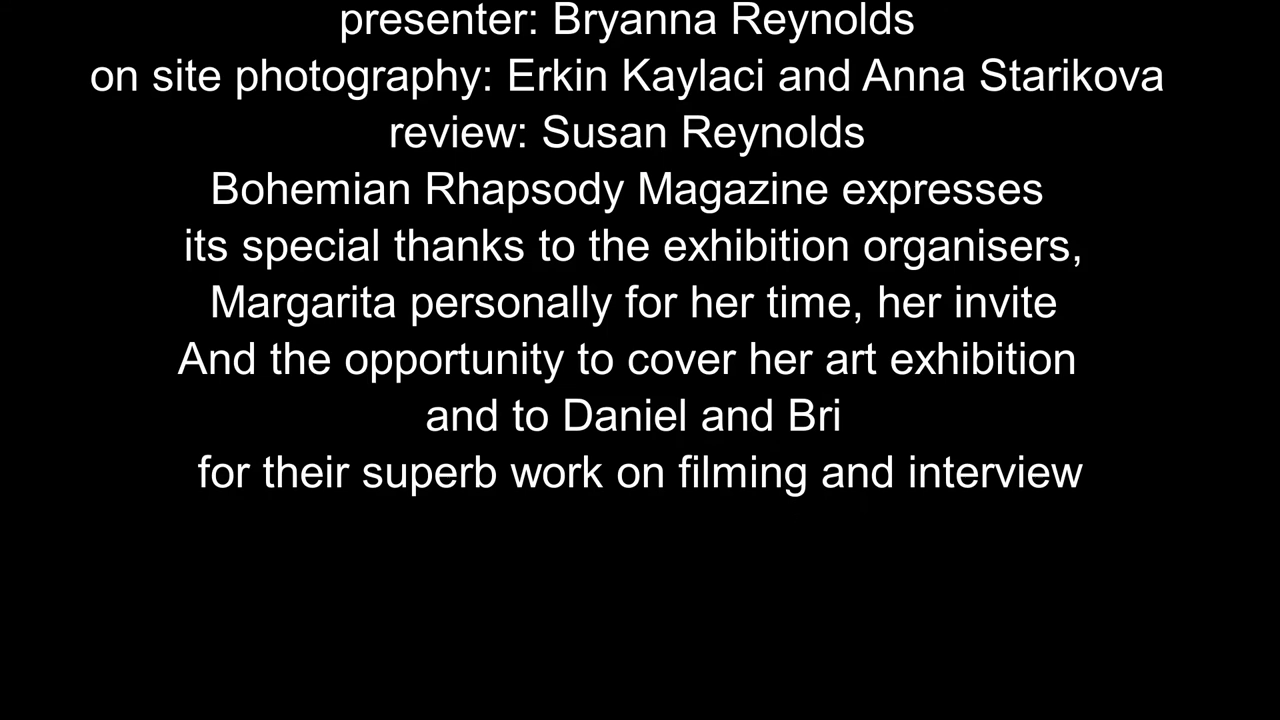 presenter: Bryanna Reynolds
on site photography: Erkin Kaylaci and Anna Starikova
review: Susan Reynolds
Bohemian Rhapsody Magazine expresses
its special thanks to the exhibition organisers,
Margarita personally for her time, her invite
And the opportunity to cover her art exhibition
and to Daniel and Bri
for their superb work on filming and interview